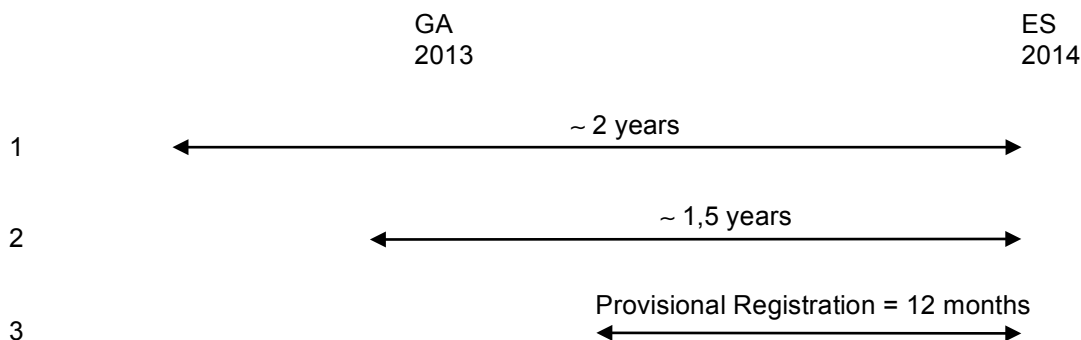 GA ES
2013 2014
1 ~ 2 years
2 ~ 1,5 years
Provisional Registration = 12 months
3